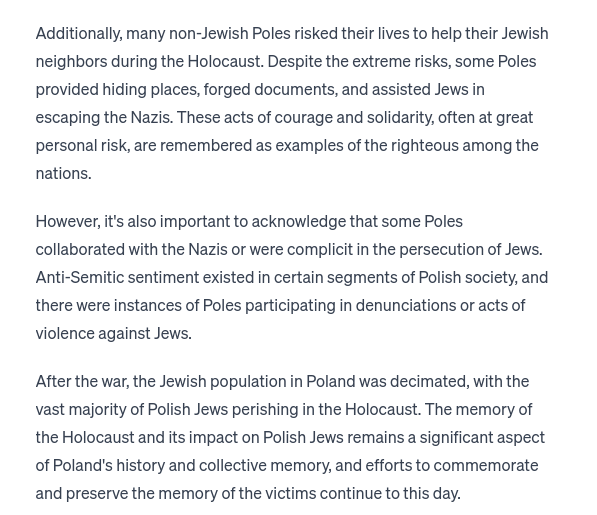 Additionally, many non-Jewish Poles risked their lives to help their Jewish
neighbors during the Holocaust. Despite the extreme risks, some Poles
provided hiding places, forged documents, and assisted Jews in
escaping the Nazis. These acts of courage and solidarity, often at great
personal risk, are remembered as examples of the righteous among the
nations.
However, it's also important to acknowledge that some Poles
collaborated with the Nazis or were complicit in the persecution of Jews.
Anti-Semitic sentiment existed in certain segments of Polish society, and
there were instances of Poles participating in denunciations or acts of
violence against Jews.
After the war, the Jewish population in Poland was decimated, with the
vast majority of Polish Jews perishing in the Holocaust. The memory of
the Holocaust and its impact on Polish Jews remains a significant aspect
of Poland's history and collective memory, and efforts to commemorate
and preserve the memory of the victims continue to this day.